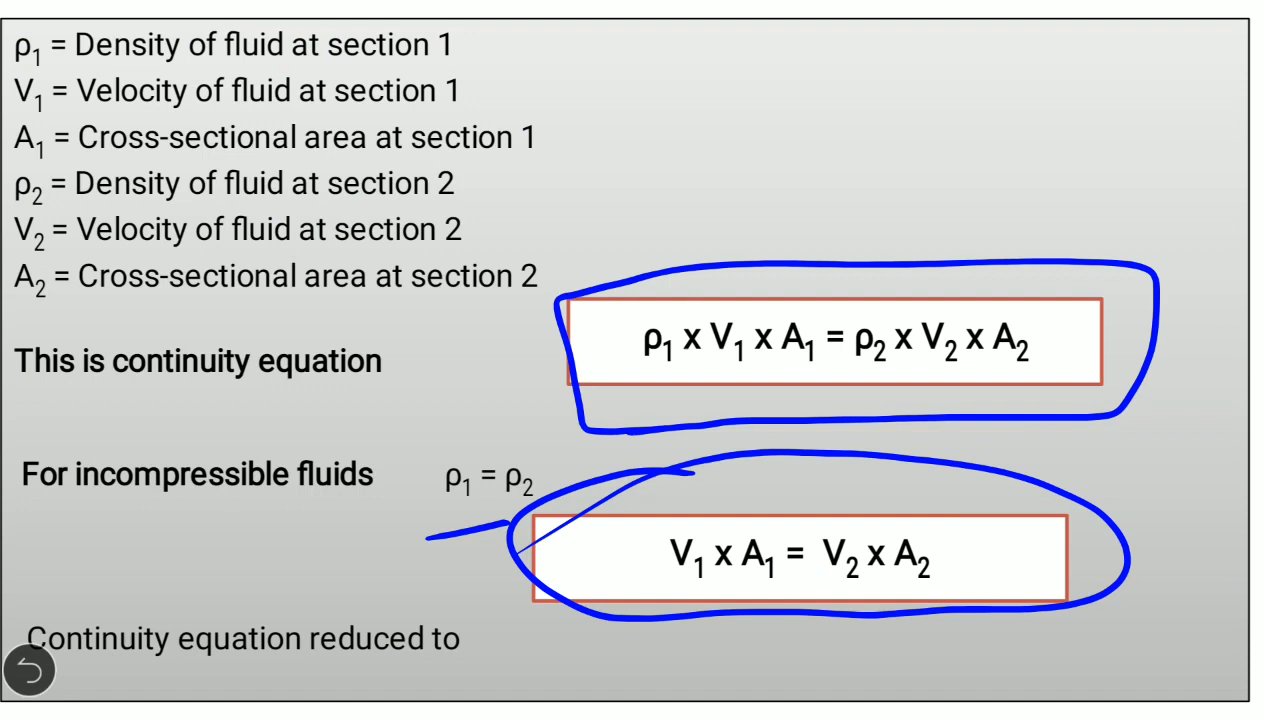 ρ₁ = Density of fluid at section 1
V₁ = Velocity of fluid at section 1
A₁ = Cross-sectional area at section 1
ρ₂ = Density of fluid at section 2
V₂ = Velocity of fluid at section 2
A₂ = Cross-sectional area at section 2
ρ₁ x V₁ x A₁ = ρ₂ x V₂ x A₂
This is continuity equation
For incompressible fluids ρ₁ = ρ₂
V₁ x A₁ = V₂ x A₂
Continuity equation reduced to